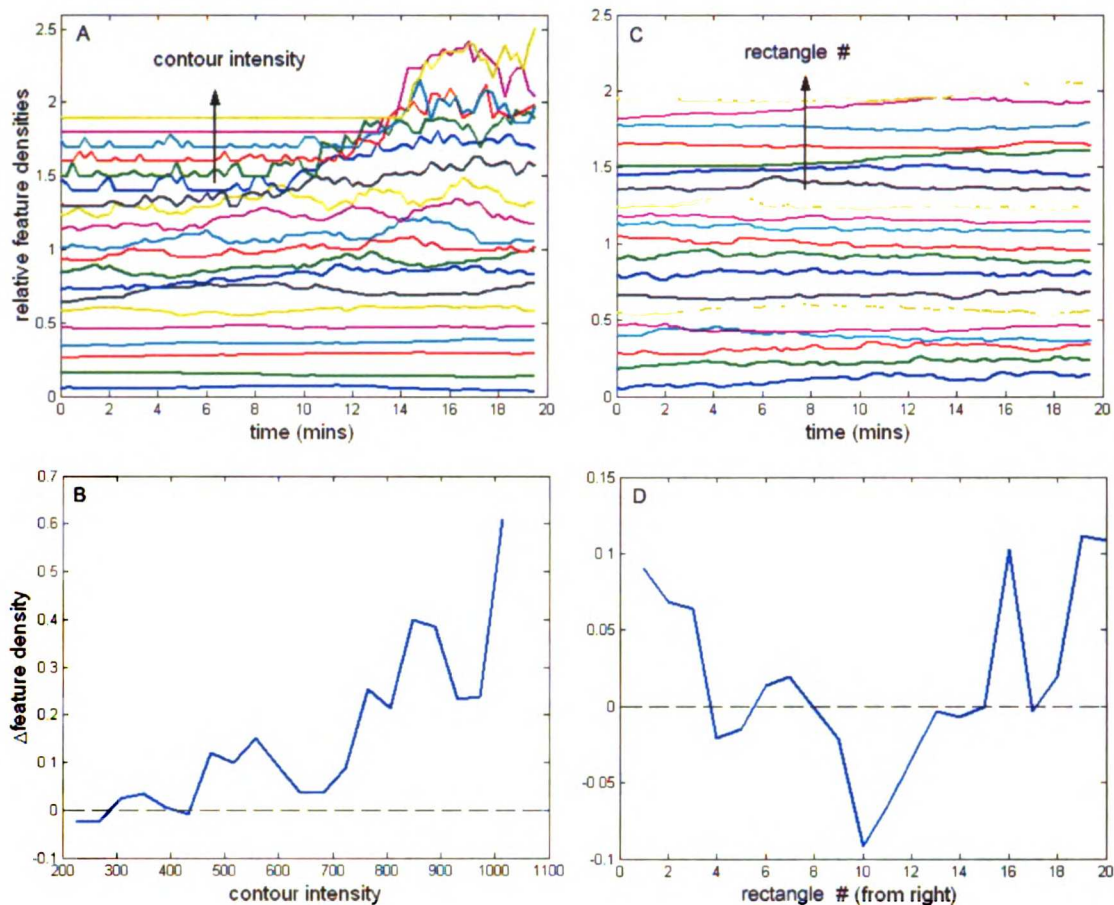 A
contour intensity
relative feature densities
2.5
2
1.5
1
0.5
0
0 2 4 6 8 10 12 14 16 18 20
time (mins)
C
rectangle #
2.5
2
1.5
1
0.5
0
0 2 4 6 8 10 12 14 16 18 20
time (mins)
B
Δfeature density
0.7
0.6
0.5
0.4
0.3
0.2
0.1
0
-0.1
200 300 400 500 600 700 800 900 1000 1100
contour intensity
D
0.15
0.1
0.05
0
-0.05
-0.1
0 2 4 6 8 10 12 14 16 18 20
rectangle # (from right)